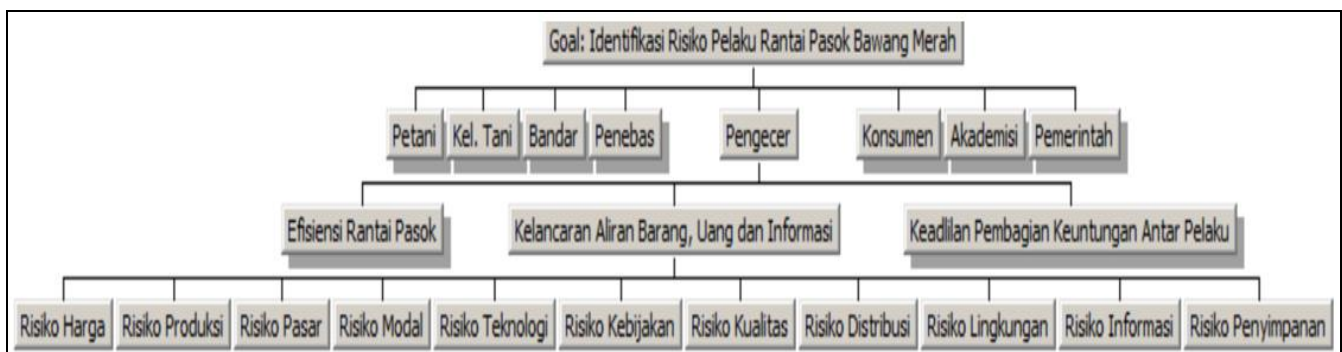 Goal: Identifikasi Risiko Pelaku Rantai Pasok Bawang Merah
Petani
Kel. Tani
Bandar
Penebas
Pengecer
Konsumen
Akademisi
Pemerintah
Efisiensi Rantai Pasok
Kelancaran Aliran Barang, Uang dan Informasi
Keadlilan Pembagian Keuntungan Antar Pelaku
Risiko Harga
Risiko Produksi
Risiko Pasar
Risiko Modal
Risiko Teknologi
Risiko Kebijakan
Risiko Kualitas
Risiko Distribusi
Risiko Lingkungan
Risiko Informasi
Risiko Penyimpanan